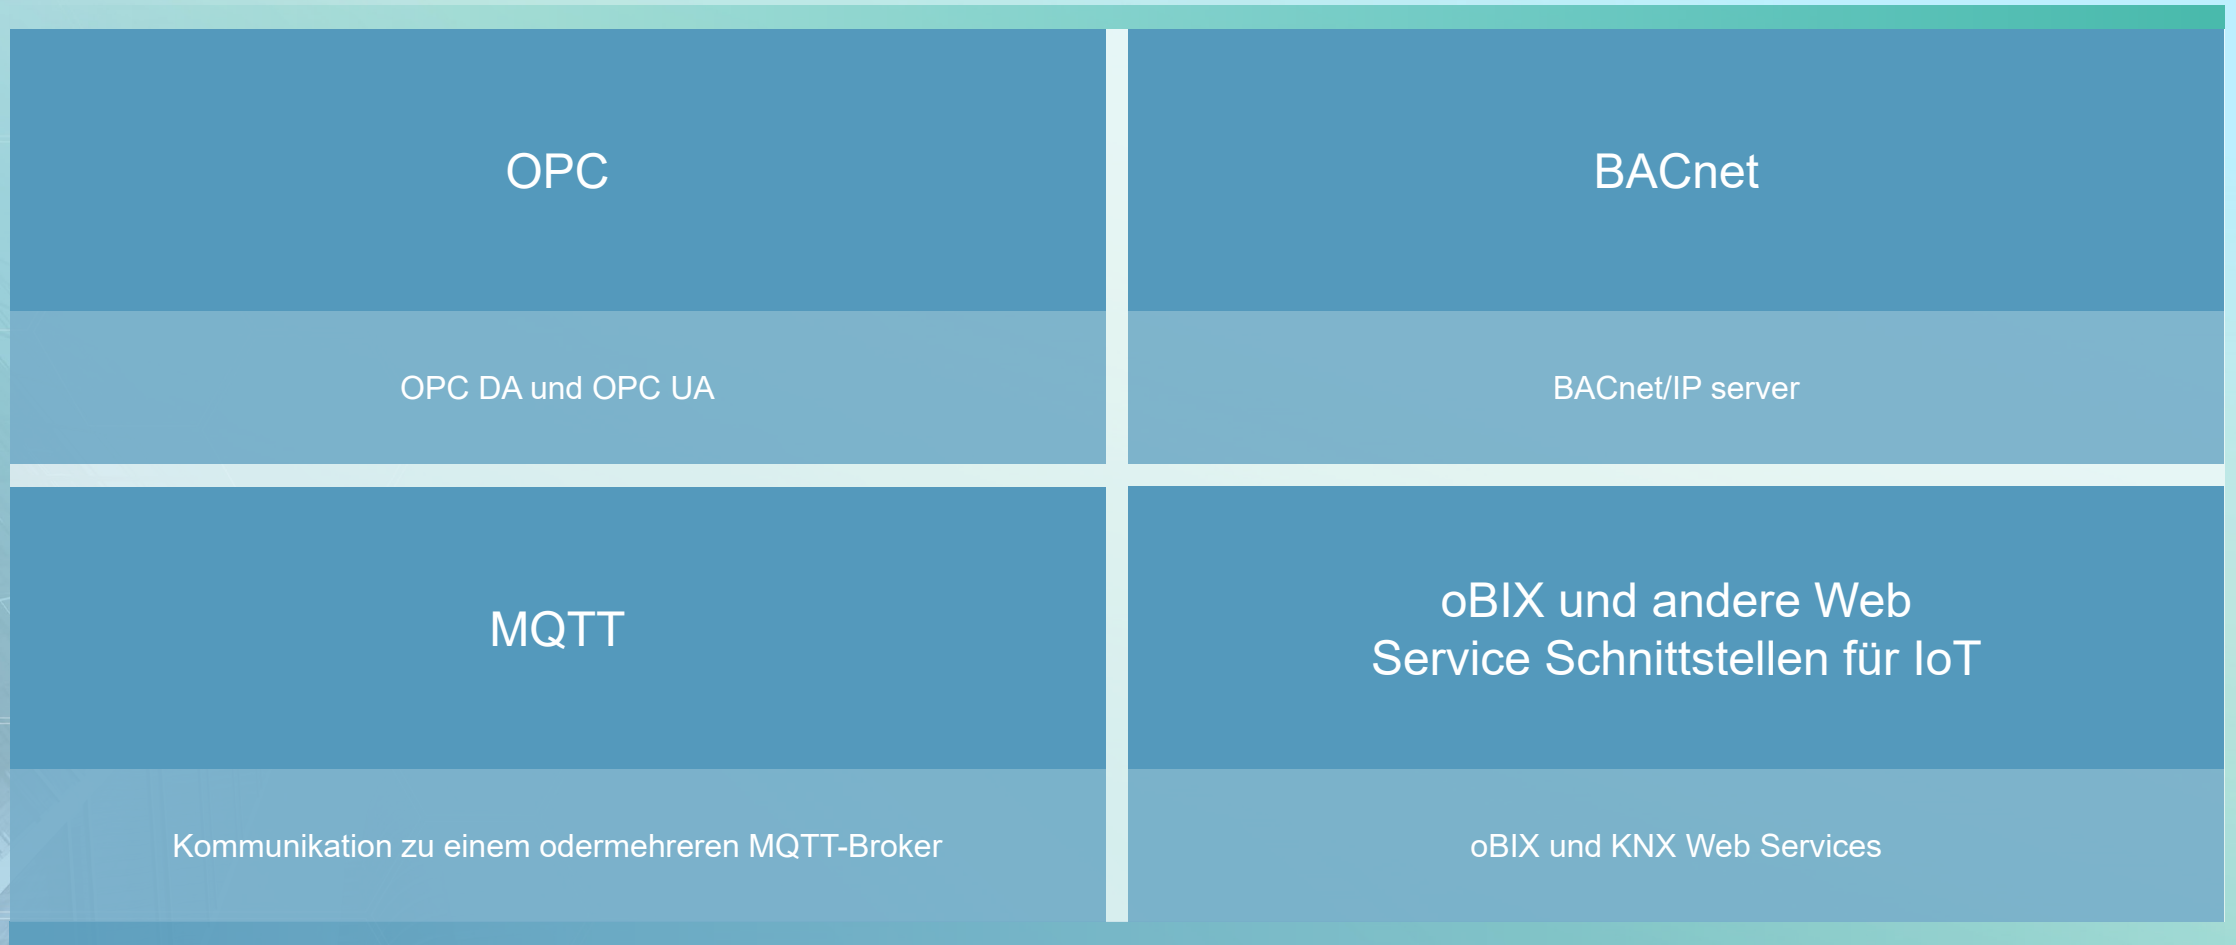 OPC
OPC DA und OPC UA
BACnet
BACnet/IP server
MQTT
Kommunikation zu einem odermehreren MQTT-Broker
oBIX und andere Web
Service Schnittstellen für IoT
oBIX und KNX Web Services